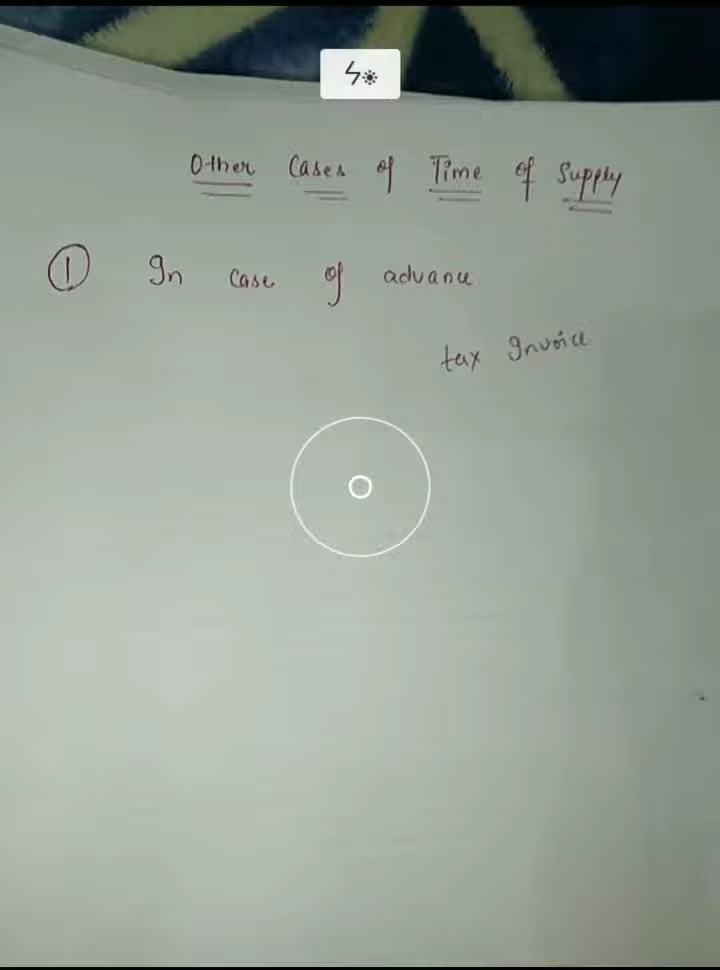 Other Cases of Time of Supply
① In case of advance
tax Invoice